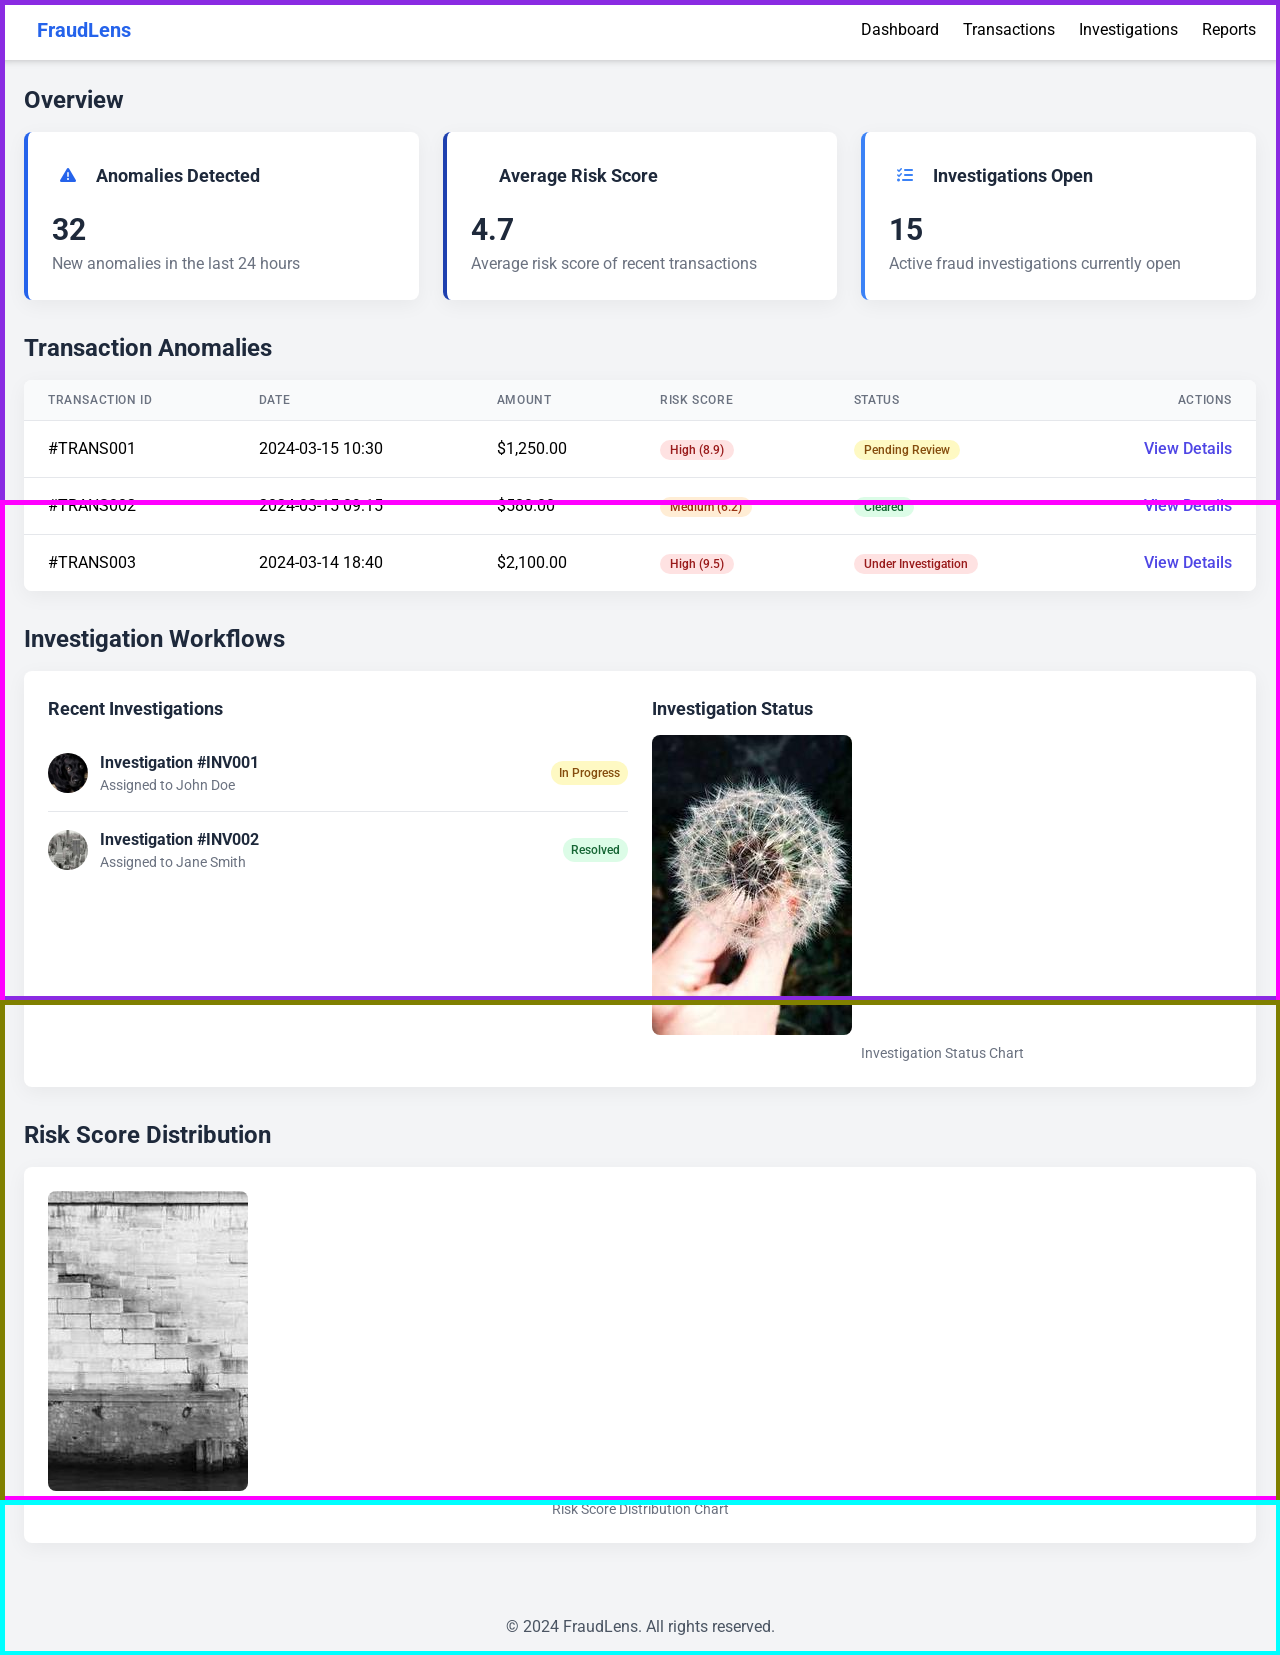 FraudLens
Dashboard Transactions Investigations Reports
Overview
Anomalies Detected
32
New anomalies in the last 24 hours
Average Risk Score
4.7
Average risk score of recent transactions
Investigations Open
15
Active fraud investigations currently open
Transaction Anomalies
TRANSACTION ID DATE AMOUNT RISK SCORE STATUS ACTIONS
#TRANS001 2024-03-15 10:30 $1,250.00 High (8.9) Pending Review View Details
#TRANS002 2024-03-15 09:15 $580.00 Medium (6.2) Cleared View Details
#TRANS003 2024-03-14 18:40 $2,100.00 High (9.5) Under Investigation View Details
Investigation Workflows
Recent Investigations
Investigation #INV001
Assigned to John Doe
In Progress
Investigation #INV002
Assigned to Jane Smith
Resolved
Investigation Status
Investigation Status Chart
Risk Score Distribution
Risk Score Distribution Chart
© 2024 FraudLens. All rights reserved.